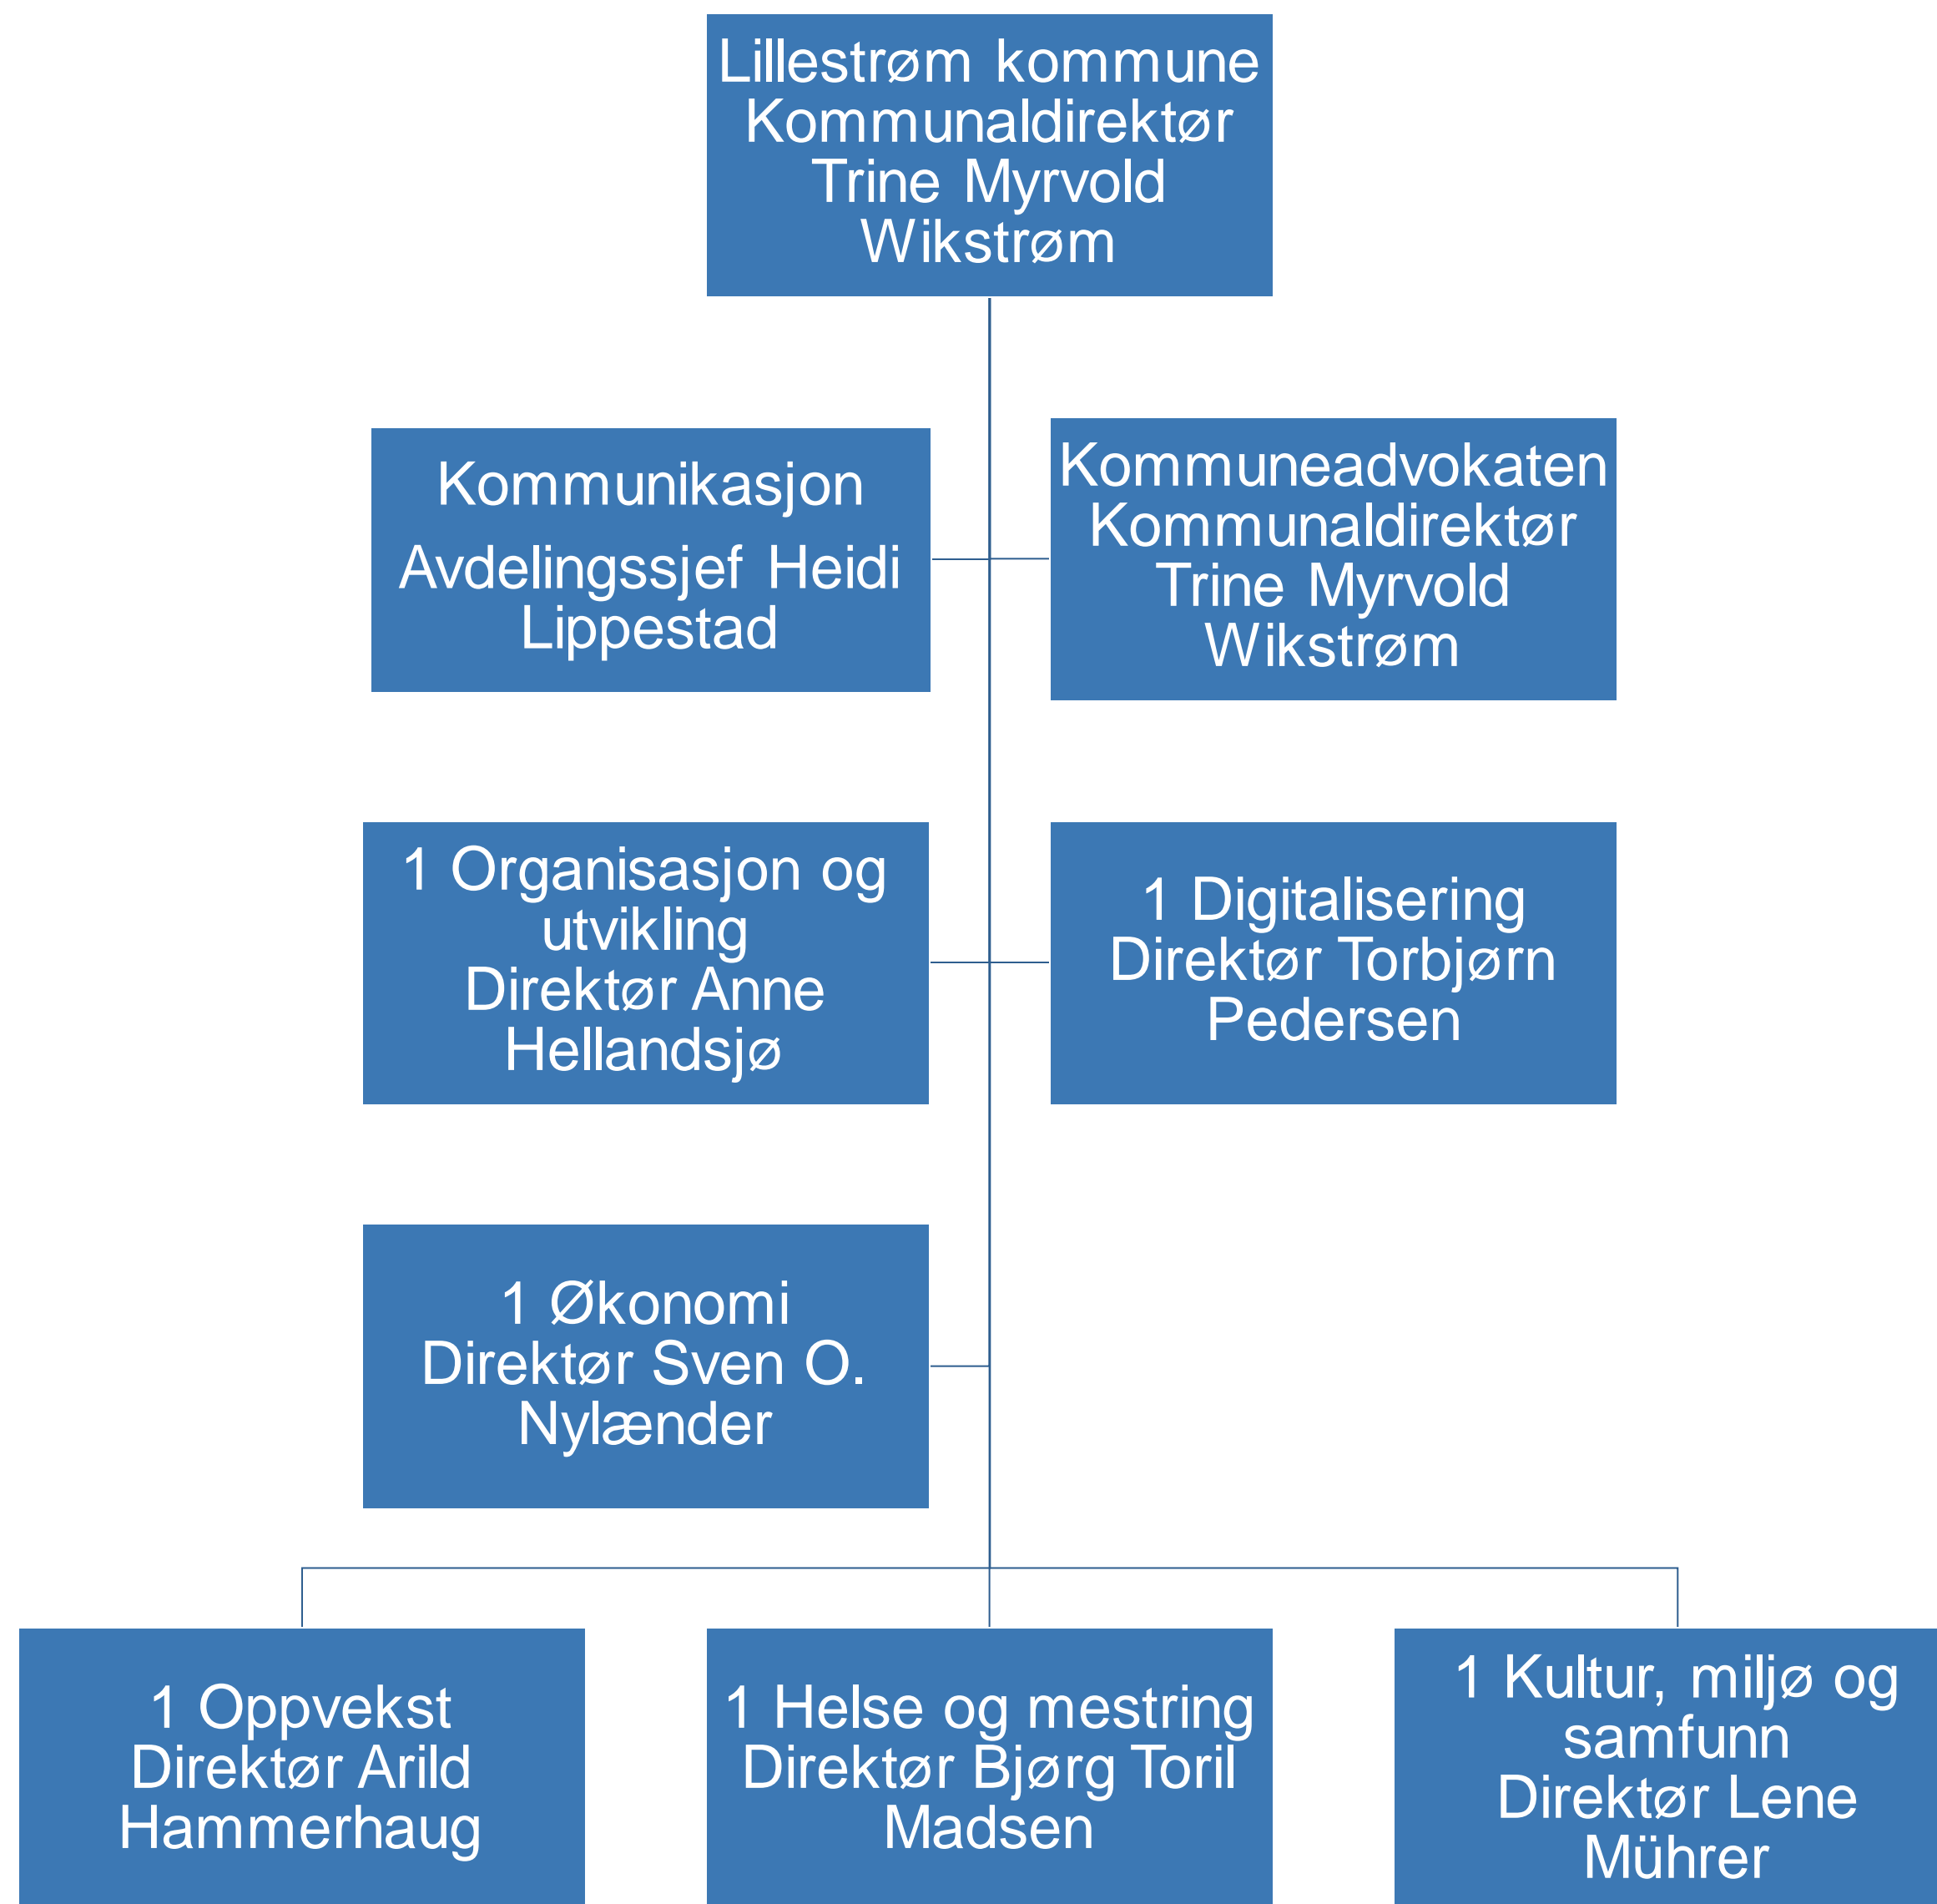 Lillestrøm kommune
Kommunaldirektør
Trine Myrvold
Wikstrøm
Kommunikasjon
Avdelingssjef Heidi
Lippestad
Kommuneadvokaten
Kommunaldirektør
Trine Myrvold
Wikstrøm
1 Organisasjon og
utvikling
Direktør Anne
Hellandsjø
1 Digitalisering
Direktør Torbjørn
Pedersen
1 Økonomi
Direktør Sven O.
Nylænder
1 Oppvekst
Direktør Arild
Hammerhaug
1 Helse og mestring
Direktør Bjørg Toril
Madsen
1 Kultur, miljø og
samfunn
Direktør Lene
Mührer